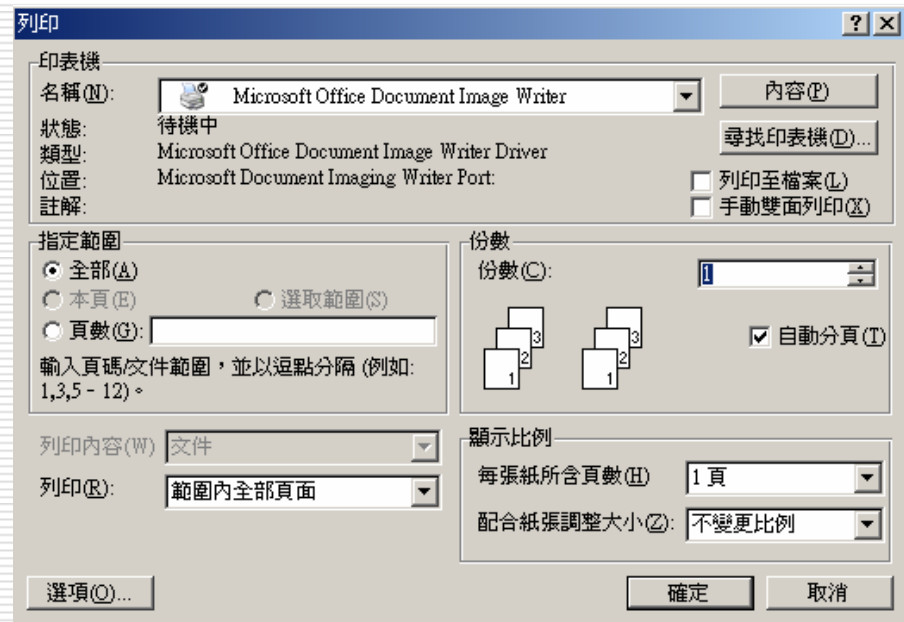 列印
印表機
名稱(N): Microsoft Office Document Image Writer 內容(P)
狀態: 待機中
尋找印表機(D)...
類型: Microsoft Office Document Image Writer Driver
位置: Microsoft Document Imaging Writer Port: 列印至檔案(L)
註解: 手動雙面列印(X)
指定範圍
全部(A)
本頁(E) 選取範圍(S)
頁數(G):
輸入頁碼/文件範圍，並以逗點分隔 (例如:
1,3,5 - 12)。
份數
份數(C): 1
1 2 3 1 2 3
自動分頁(T)
列印內容(W) 文件
列印(R): 範圍內全部頁面
顯示比例
每張紙所含頁數(H) 1 頁
配合紙張調整大小(Z): 不變更比例
選項(O)... 確定 取消